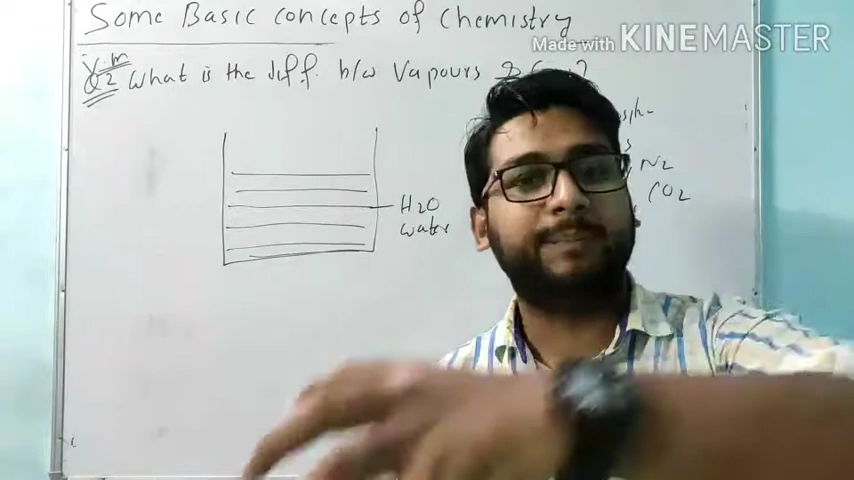 Some Basic concepts of Chemistry
Made with KINEMASTER
V.m
Q2 What is the diff. b/w Vapours &
N2
CO2
H2O
water